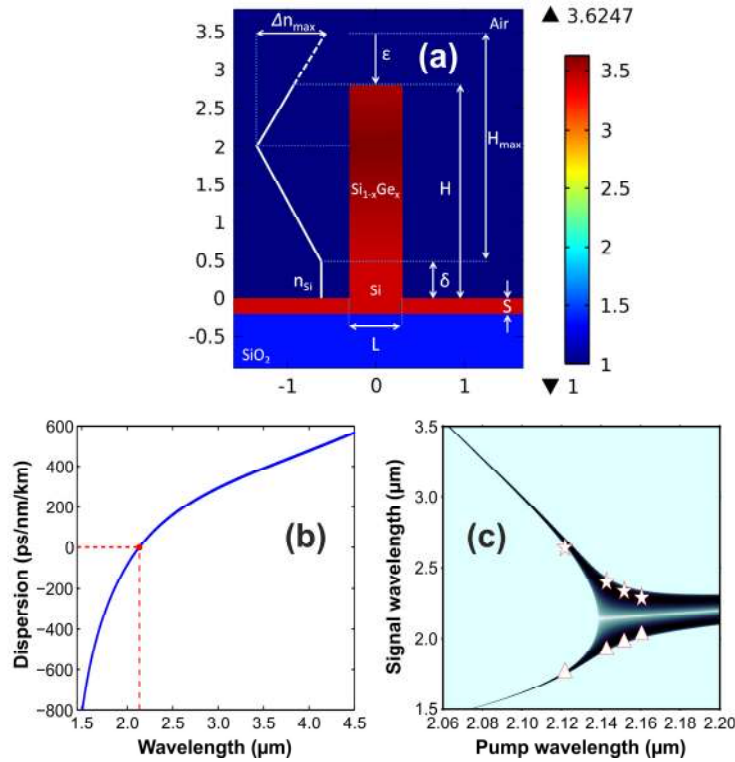 Δn_max
Air
3.5
3
2.5
2
1.5
1
0.5
0
-0.5
(a)
ε
H_max
H
Si_1-xGe_x
n_Si
Si
δ
S
L
SiO_2
-1
0
1
▲ 3.6247
3.5
3
2.5
2
1.5
1
▼ 1
600
400
200
0
−200
−400
−600
−800
Dispersion (ps/nm/km)
(b)
1.5
2.0
2.5
3.0
3.5
4.0
4.5
Wavelength (μm)
3.5
3.0
2.5
2.0
1.5
Signal wavelength (μm)
(c)
2.06
2.08
2.10
2.12
2.14
2.16
2.20
Pump wavelength (μm)